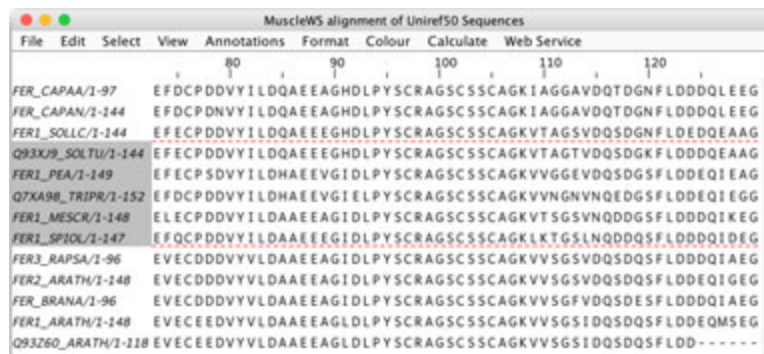 MuscleWS alignment of Uniref50 Sequences
File Edit Select View Annotations Format Colour Calculate Web Service
80 90 100 110 120
FER_CAPAA/1-97 EFDCPDDVYILDQAEEAGHDLPYSCRAGSCSSCAGKIAGGAVDQTDGNFLDDDQLEEG
FER_CAPAN/1-144 EFDCPDNVYILDQAEEAGHDLPYSCRAGSCSSCAGKIAGGAVDQTDGNFLDDDQLEEG
FER1_SOLLC/1-144 EFECPDDVYILDQAEEEGHDLPYSCRAGSCSSCAGKVTAGSVDQSDGNFLDEDQEAAG
Q93XJ9_SOLTU/1-144 EFECPDDVYILDQAEEEGHDLPYSCRAGSCSSCAGKVTAGTVDQSDGKFLDDDQEAAG
FER1_PEA/1-149 EFECPSDVYILDHAEEVGIDLPYSCRAGSCSSCAGKVVGGEVDQSDGSFLDDEQIEAG
Q7XA98_TRIPR/1-152 EFDCPDDVYILDHAEEVGIELPYSCRAGSCSSCAGKVVNGNVNQEDGSFLDDEQIEGG
FER1_MESCR/1-148 ELECPDDVYILDAAEEAGIDLPYSCRAGSCSSCAGKVTSGSVNQDDGSFLDDDQIKEG
FER1_SPIOL/1-147 EFQCPDDVYILDAAEEEGIDLPYSCRAGSCSSCAGKLKTGSLNQDDQSFLDDDQIDEG
FER3_RAPSA/1-96 EVECDDDVYVLDAAEEAGIDLPYSCRAGSCSSCAGKVVSGSVDQSDQSFLDDDQIAEG
FER2_ARATH/1-148 EVECDDDVYVLDAAEEAGIDLPYSCRAGSCSSCAGKVVSGSVDQSDQSFLDDEQIGEG
FER_BRANA/1-96 EVECDDDVYVLDAAEEAGIDLPYSCRAGSCSSCAGKVVSGFVDQSDESFLDDDQIAEG
FER1_ARATH/1-148 EVECEEDVYVLDAAEEAGLDLPYSCRAGSCSSCAGKVVSGSIDQSDQSFLDDEQMSEG
Q93Z60_ARATH/1-118 EVECEEDVYVLDAAEEAGLDLPYSCRAGSCSSCAGKVVSGSIDQSDQSFLDD------